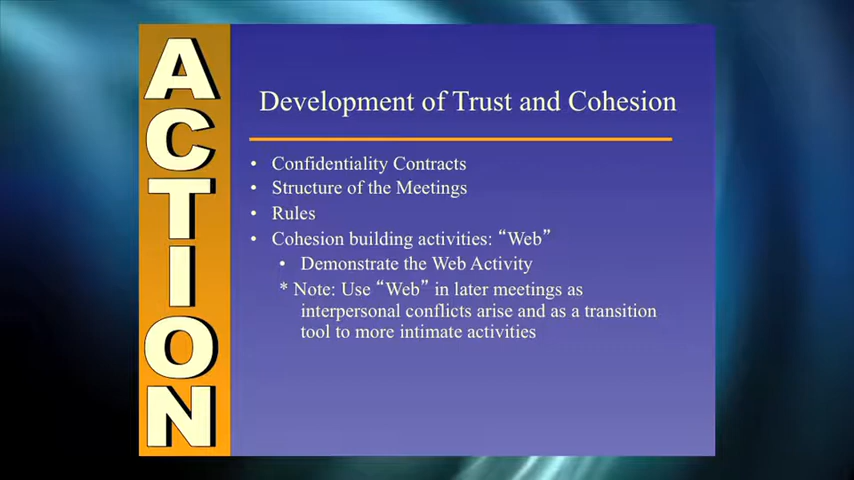 ACTION
Development of Trust and Cohesion
• Confidentiality Contracts
• Structure of the Meetings
• Rules
• Cohesion building activities: “Web”
• Demonstrate the Web Activity
* Note: Use “Web” in later meetings as
interpersonal conflicts arise and as a transition
tool to more intimate activities